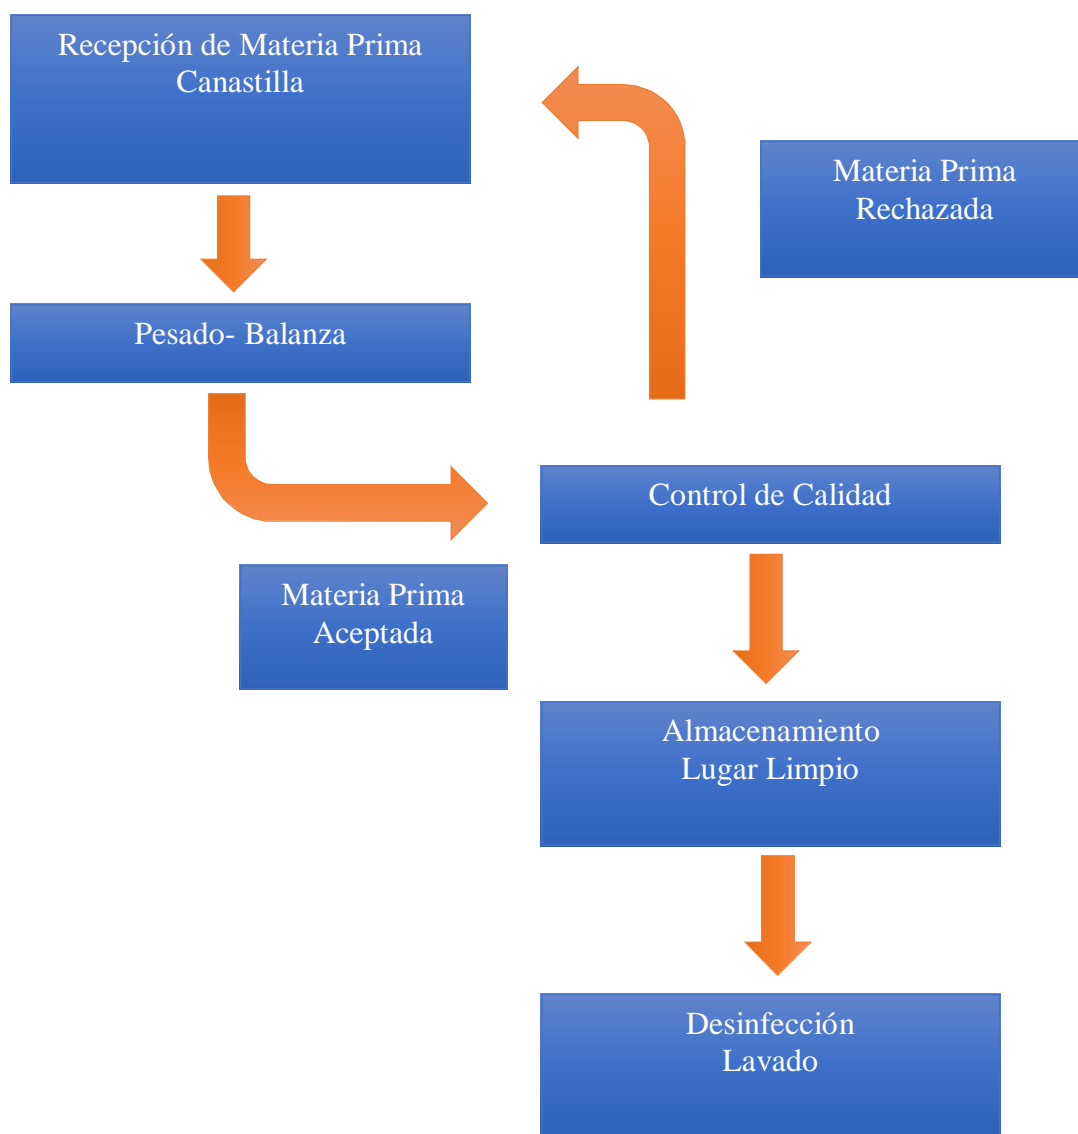 Recepción de Materia Prima
Canastilla
Materia Prima
Rechazada
Pesado- Balanza
Control de Calidad
Materia Prima
Aceptada
Almacenamiento
Lugar Limpio
Desinfección
Lavado